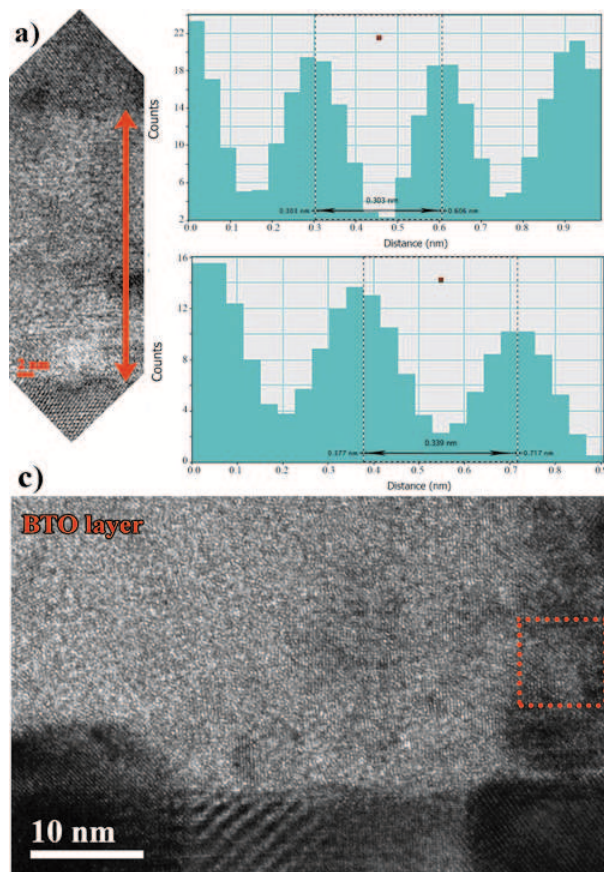 a)
Counts
22
18
14
10
6
2
0.303 nm
0.303 nm
0.606 nm
0.0 0.1 0.2 0.3 0.4 0.5 0.6 0.7 0.8 0.9
Distance (nm)
Counts
16
12
8
4
0
0.339 nm
0.377 nm
0.717 nm
0.0 0.1 0.2 0.3 0.4 0.5 0.6 0.7 0.8 0.9
Distance (nm)
c)
BTO layer
10 nm